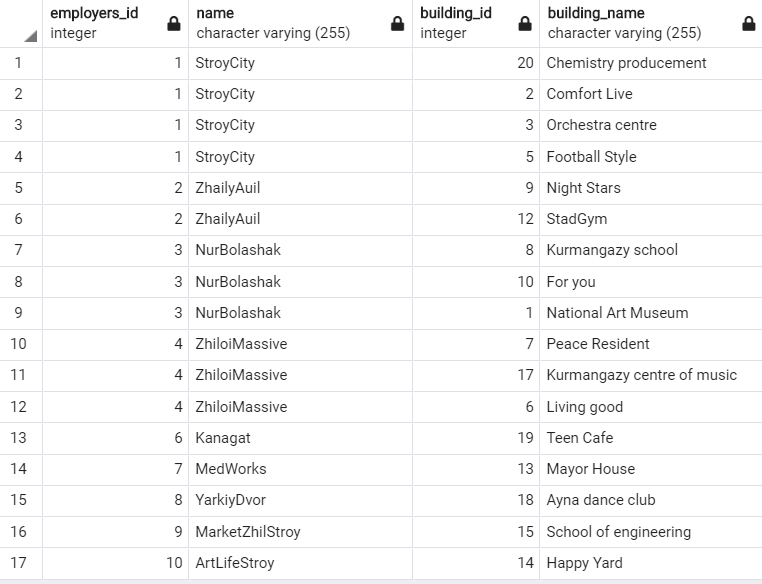 employers_id name building_id building_name
integer character varying (255) integer character varying (255)
1 1 StroyCity 20 Chemistry producement
2 1 StroyCity 2 Comfort Live
3 1 StroyCity 3 Orchestra centre
4 1 StroyCity 5 Football Style
5 2 ZhailyAuil 9 Night Stars
6 2 ZhailyAuil 12 StadGym
7 3 NurBolashak 8 Kurmangazy school
8 3 NurBolashak 10 For you
9 3 NurBolashak 1 National Art Museum
10 4 ZhiloiMassive 7 Peace Resident
11 4 ZhiloiMassive 17 Kurmangazy centre of music
12 4 ZhiloiMassive 6 Living good
13 6 Kanagat 19 Teen Cafe
14 7 MedWorks 13 Mayor House
15 8 YarkiyDvor 18 Ayna dance club
16 9 MarketZhilStroy 15 School of engineering
17 10 ArtLifeStroy 14 Happy Yard